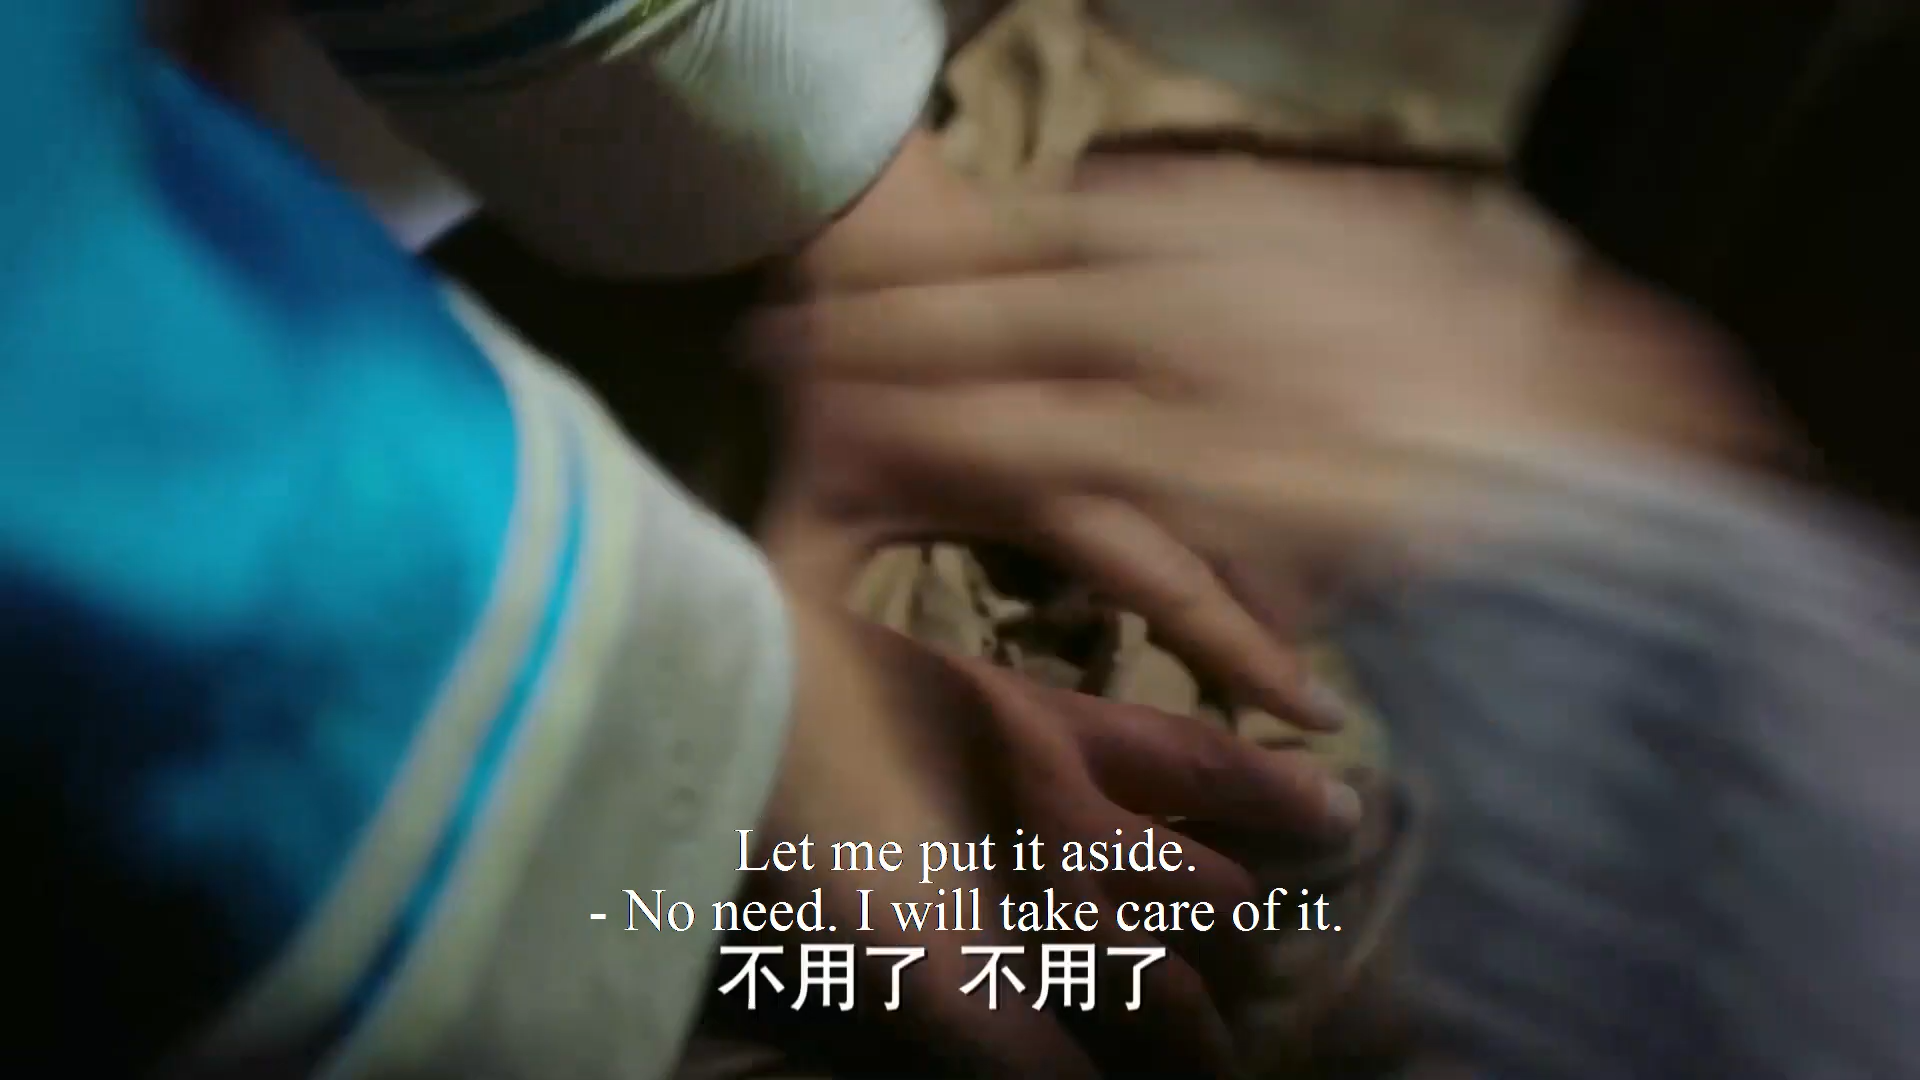 Let me put it aside.
- No need. I will take care of it.
不用了 不用了